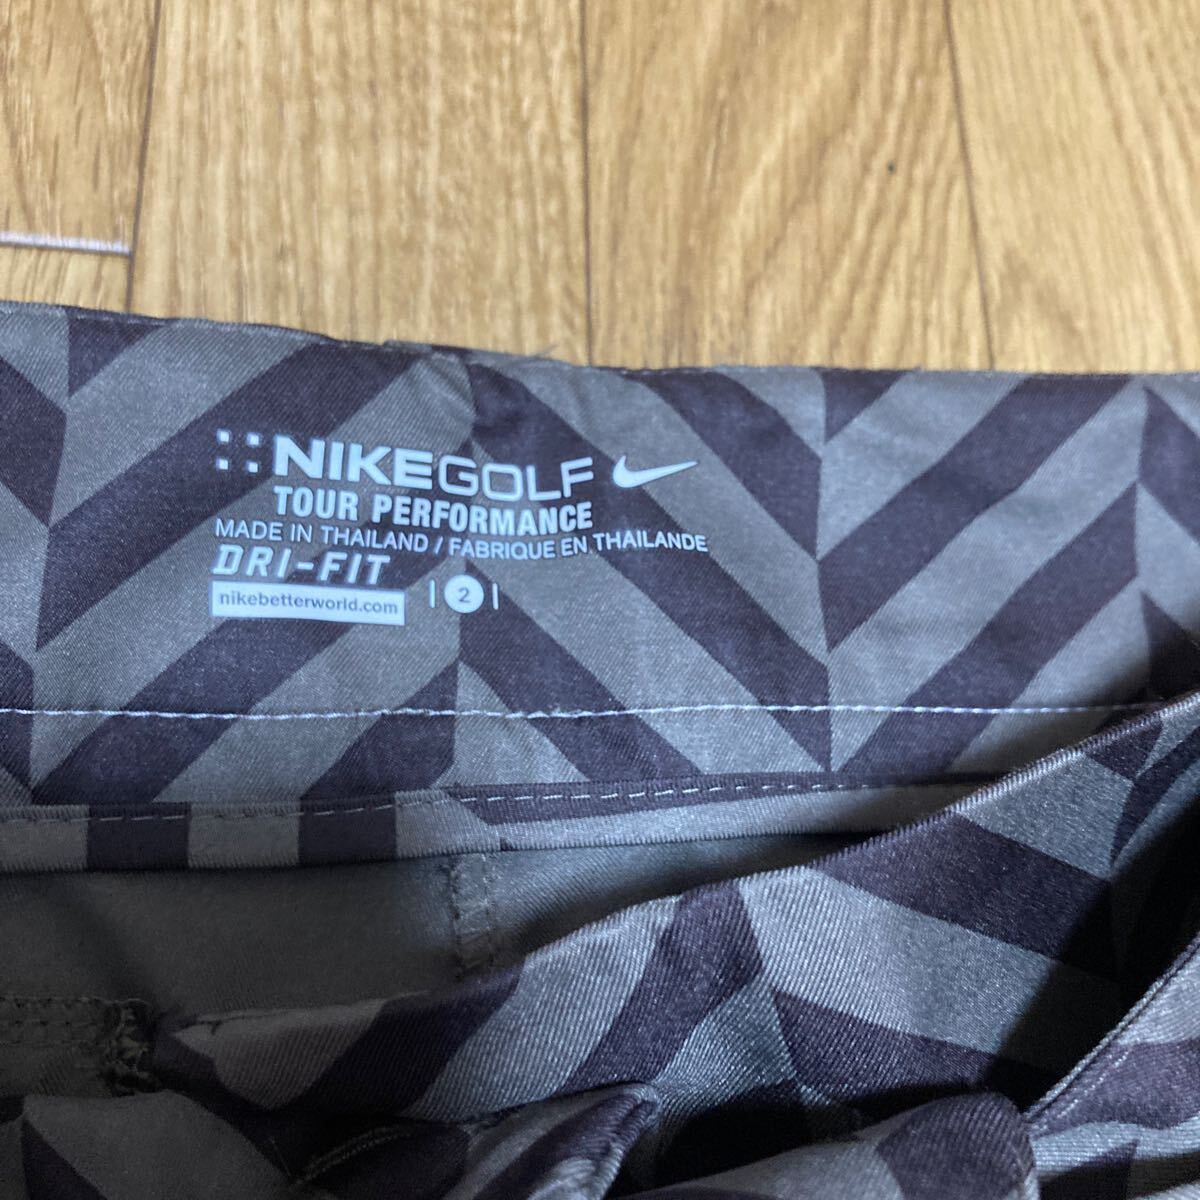 NIKEGOLF
TOUR PERFORMANCE
MADE IN THAILAND / FABRIQUE EN THAILANDE
DRI-FIT
nikebetterworld.com | 2 |